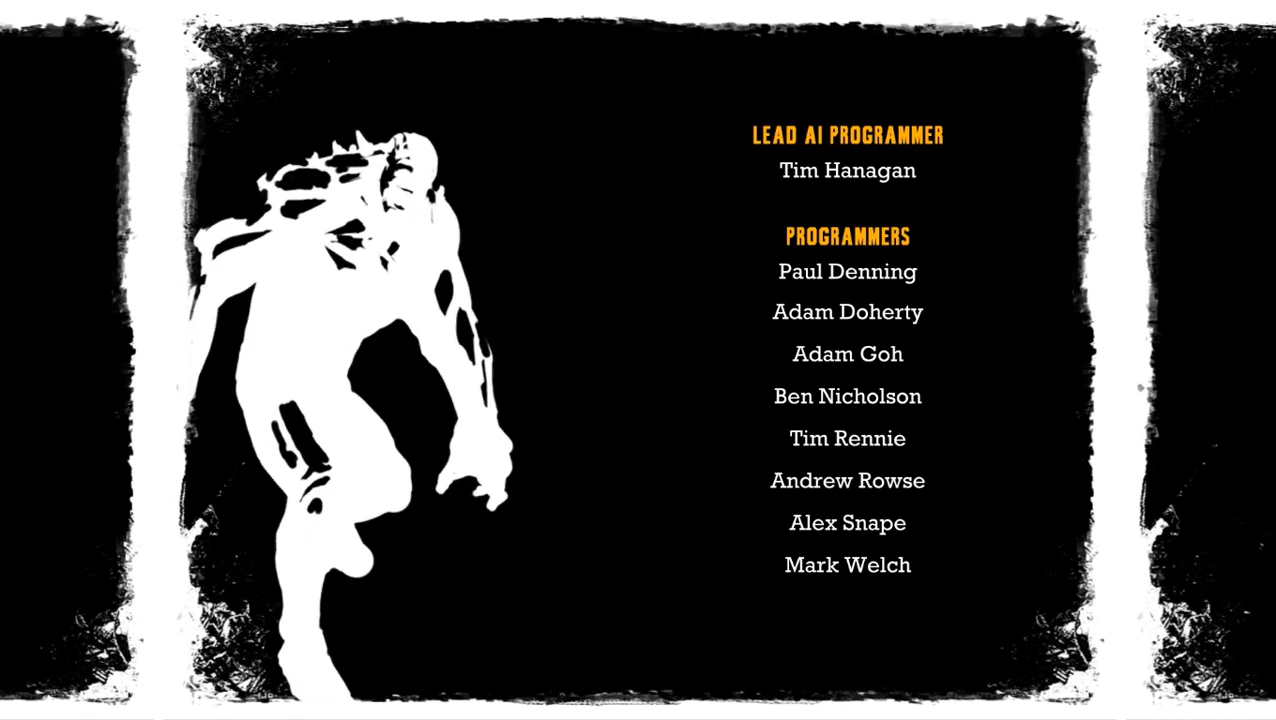 LEAD AI PROGRAMMER
Tim Hanagan
PROGRAMMERS
Paul Denning
Adam Doherty
Adam Goh
Ben Nicholson
Tim Rennie
Andrew Rowse
Alex Snape
Mark Welch